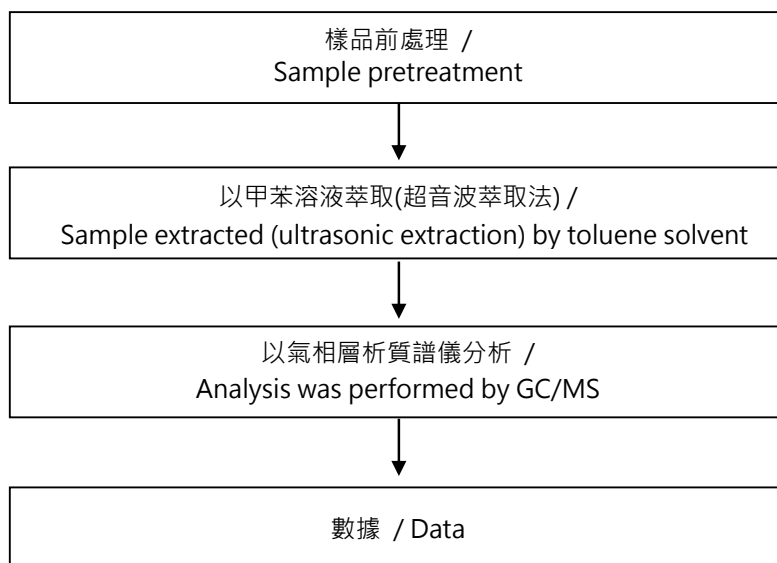 樣品前處理 /
Sample pretreatment
以甲苯溶液萃取(超音波萃取法) /
Sample extracted (ultrasonic extraction) by toluene solvent
以氣相層析質譜儀分析 /
Analysis was performed by GC/MS
數據 / Data